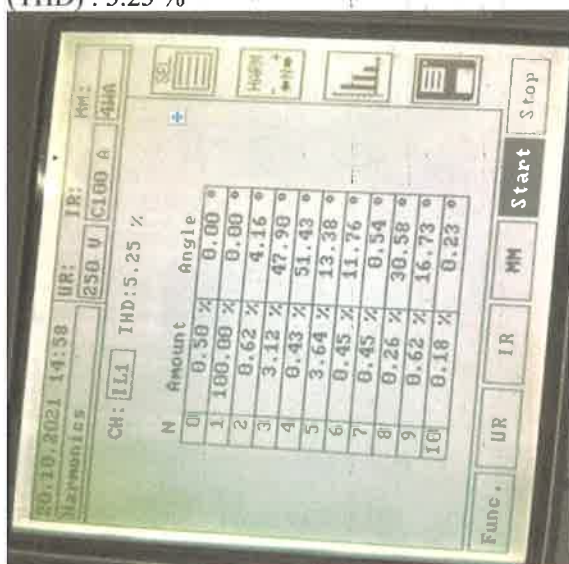 (THD) : 5.25 %
20.10.2021 14:58 UR: IR: MM:
Harmonics 250 V C100 A 4WA
CH: IL1 THD:5.25 %
N Amount Angle
0 0.50 % 0.00 °
1 100.00 % 0.00 °
2 0.62 % 4.16 °
3 3.12 % 47.90 °
4 0.43 % 51.43 °
5 3.64 % 13.38 °
6 0.45 % 11.76 °
7 0.45 % 0.54 °
8 0.26 % 30.58 °
9 0.62 % 16.73 °
10 0.18 % 0.23 °
SEL
HARM
- +
Func. UR IR MM Start Stop